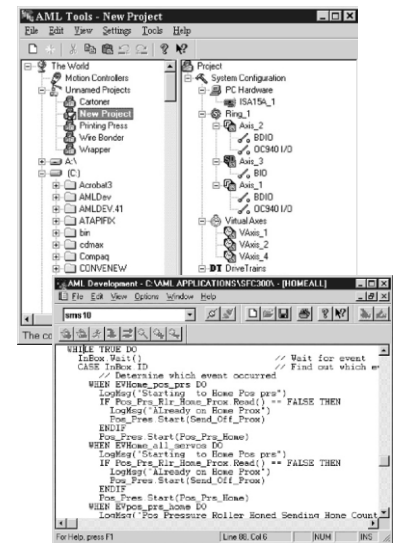 AML Tools - New Project
File Edit View Settings Tools Help
The World
Motion Controllers
Unnamed Projects
Cartoner
New Project
Printing Press
Wire Bonder
Wrapper
A:\
(C:)
Acrobat3
AMLDev
AMLDEV.41
ATAPIFIX
bin
cdmax
Compaq
CONVENEW
Project
System Configuration
PC Hardware
ISA15A_1
Ring_1
Axis_2
BDIO
OC940 I/O
Axis_3
BIO
Axis_1
BDIO
OC940 I/O
Virtual Axes
VAxis_1
VAxis_2
VAxis_4
DT DriveTrains
The co
AML Development - C:\AML APPLICATIONS\SFC300\ - [HOMEALL]
File Edit View Options Window Help
sms10
WHILE TRUE DO
InBox.Wait() // Wait for event
CASE InBox ID // Find out which e
// Determine which event occurred
WHEN EVHome_pos_prs DO
LogMsg("Starting to Home Pos prs")
IF Pos_Prs_Rlr_Home_Prox.Read() == FALSE THEN
LogMsg("ALready on Home Prox")
Pos_Pres.Start(Send_Off_Prox)
ENDIF
Pos_Pres.Start(Pos_Prs_Home)
WHEN EVHome_all_servos DO
LogMsg("Starting to Home Pos prs")
IF Pos_Prs_Rlr_Home_Prox.Read() == FALSE THEN
LogMsg("ALready on Home Prox")
Pos_Pres.Start(Send_Off_Prox)
ENDIF
Pos_Pres.Start(Pos_Prs_Home)
WHEN EVpos_prs_home DO
LogMsg("Pos Pressure Roller Homed Sending Home Count
For Help, press F1
Line 88, Col 6
NUM
INS